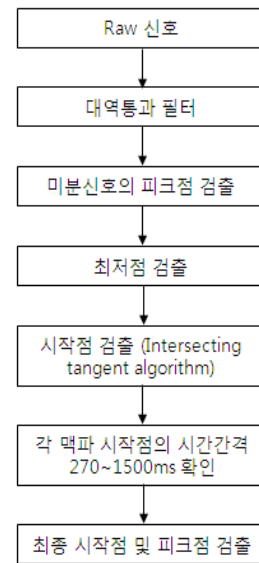 Raw 신호
대역통과 필터
미분신호의 피크점 검출
최저점 검출
시작점 검출 (Intersecting
tangent algorithm)
각 맥파 시작점의 시간간격
270~1500ms 확인
최종 시작점 및 피크점 검출